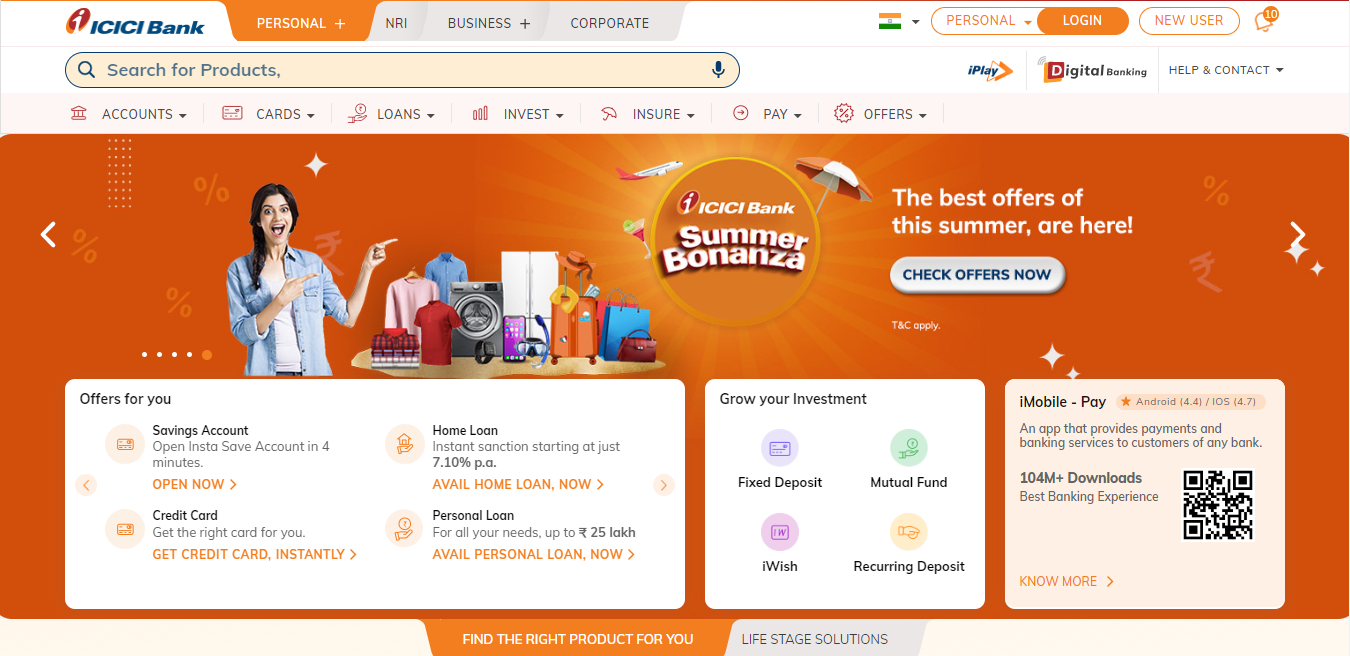 ICICI Bank
PERSONAL +
NRI
BUSINESS +
CORPORATE
PERSONAL
LOGIN
NEW USER
10
Search for Products,
iPlay
Digital Banking
HELP & CONTACT
ACCOUNTS
CARDS
LOANS
INVEST
INSURE
PAY
OFFERS
ICICI Bank
Summer
Bonanza
The best offers of
this summer, are here!
CHECK OFFERS NOW
T&C apply.
Offers for you
Savings Account
Open Insta Save Account in 4
minutes.
OPEN NOW
Home Loan
Instant sanction starting at just
7.10% p.a.
AVAIL HOME LOAN, NOW
Credit Card
Get the right card for you.
GET CREDIT CARD, INSTANTLY
Personal Loan
For all your needs, up to ₹ 25 lakh
AVAIL PERSONAL LOAN, NOW
Grow your Investment
Fixed Deposit
Mutual Fund
iWish
Recurring Deposit
iMobile - Pay
★ Android (4.4) / IOS (4.7)
An app that provides payments and
banking services to customers of any bank.
104M+ Downloads
Best Banking Experience
KNOW MORE
FIND THE RIGHT PRODUCT FOR YOU
LIFE STAGE SOLUTIONS